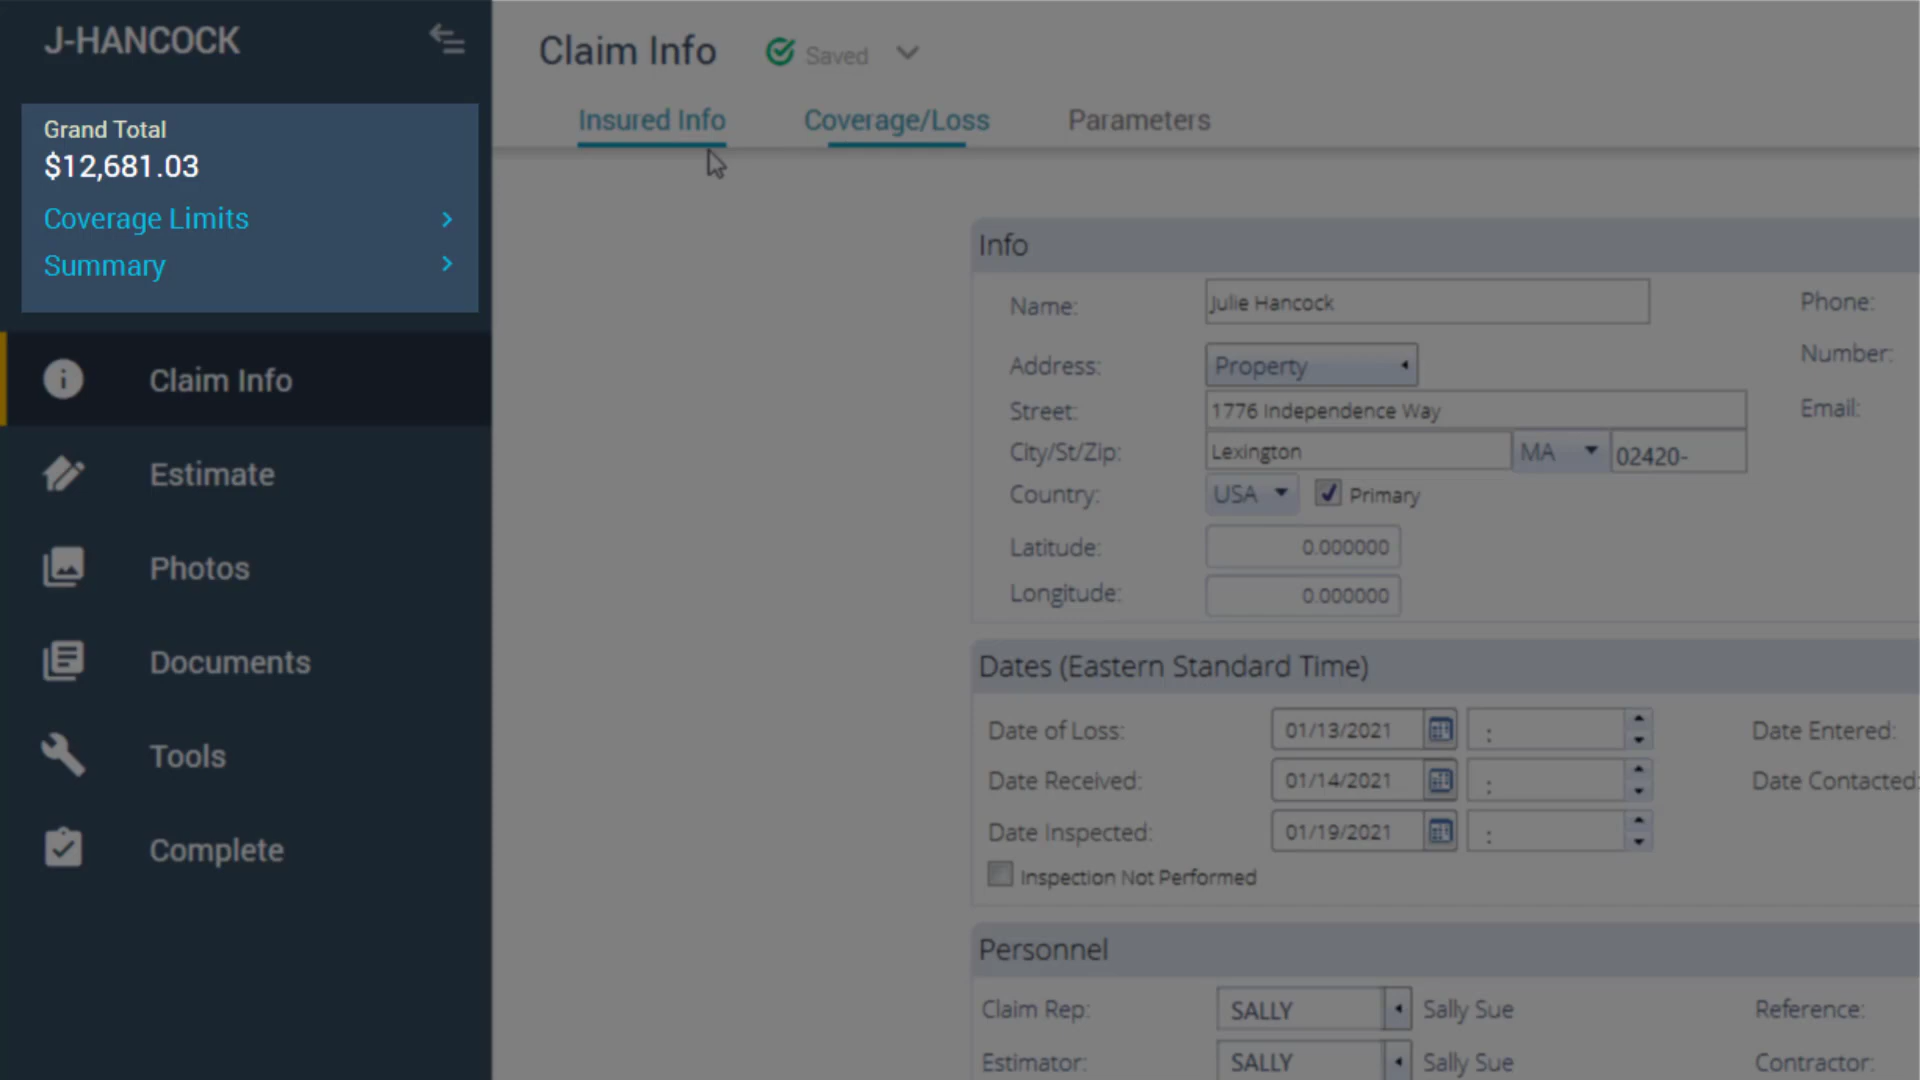 J-HANCOCK
Grand Total
$12,681.03
Coverage Limits
Summary
Claim Info
Estimate
Photos
Documents
Tools
Complete
Claim Info Saved
Insured Info Coverage/Loss Parameters
Info
Name: Julie Hancock Phone:
Address: Property Number:
Street: 1776 Independence Way Email:
City/St/Zip: Lexington MA 02420-
Country: USA Primary
Latitude: 0.000000
Longitude: 0.000000
Dates (Eastern Standard Time)
Date of Loss: 01/13/2021 : Date Entered:
Date Received: 01/14/2021 : Date Contacted:
Date Inspected: 01/19/2021 :
Inspection Not Performed
Personnel
Claim Rep: SALLY Sally Sue Reference:
Estimator: SALLY Sally Sue Contractor: